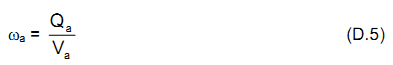 ωₐ = Qₐ / Vₐ (D.5)